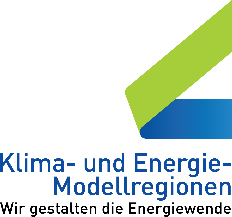 Klima- und Energie-
Modellregionen
Wir gestalten die Energiewende